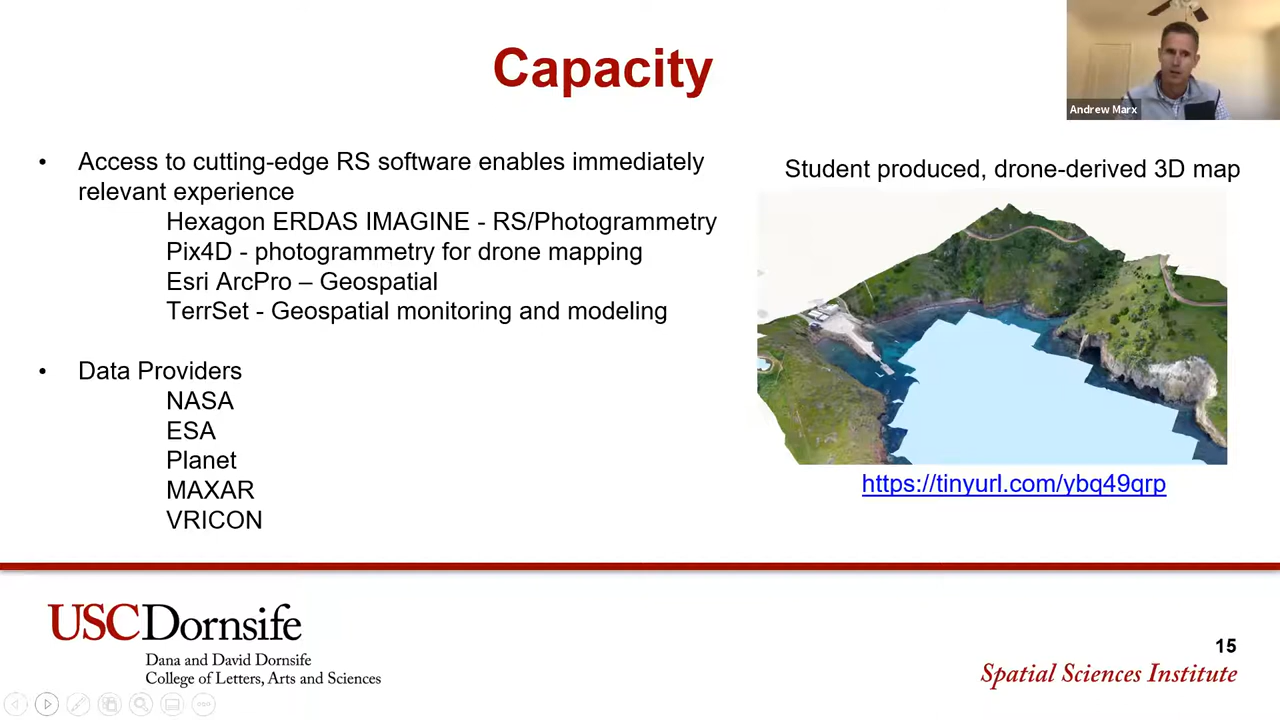 Capacity
Andrew Marx
• Access to cutting-edge RS software enables immediately
relevant experience
Hexagon ERDAS IMAGINE - RS/Photogrammetry
Pix4D - photogrammetry for drone mapping
Esri ArcPro – Geospatial
TerrSet - Geospatial monitoring and modeling
• Data Providers
NASA
ESA
Planet
MAXAR
VRICON
Student produced, drone-derived 3D map
https://tinyurl.com/ybq49qrp
USCDornsife
Dana and David Dornsife
College of Letters, Arts and Sciences
15
Spatial Sciences Institute